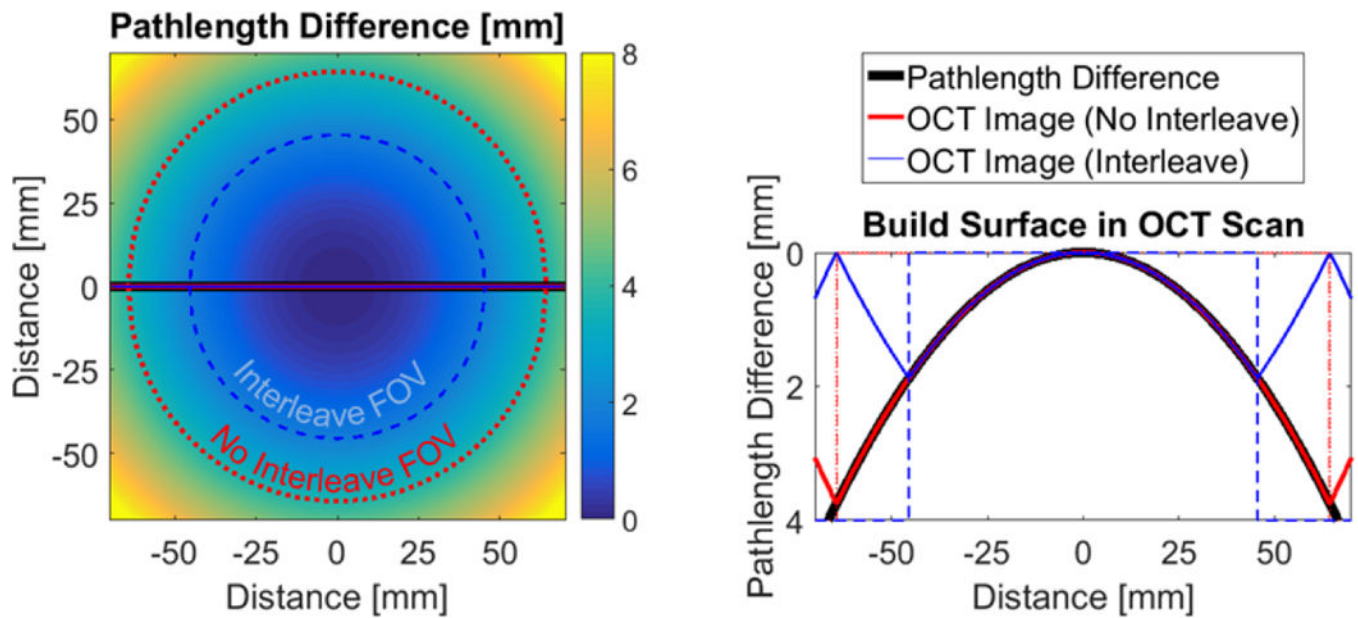 Pathlength Difference [mm]
50
25
0
-25
-50
Distance [mm]
Interleave FOV
No Interleave FOV
-50
-25
0
25
50
Distance [mm]
8
6
4
2
0
Pathlength Difference
OCT Image (No Interleave)
OCT Image (Interleave)
Build Surface in OCT Scan
Pathlength Difference [mm]
0
2
4
-50
-25
0
25
50
Distance [mm]